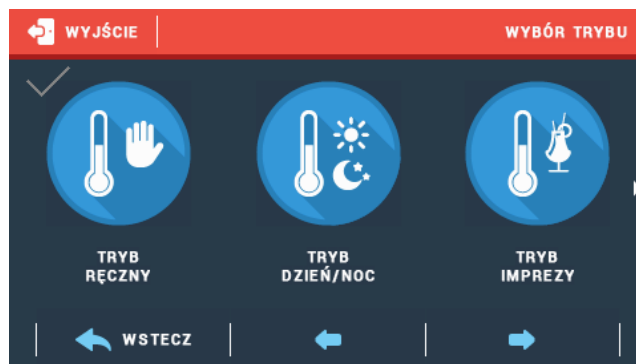 WYJŚCIE
WYBÓR TRYBU
TRYB
RĘCZNY
TRYB
DZIEŃ/NOC
TRYB
IMPREZY
WSTECZ